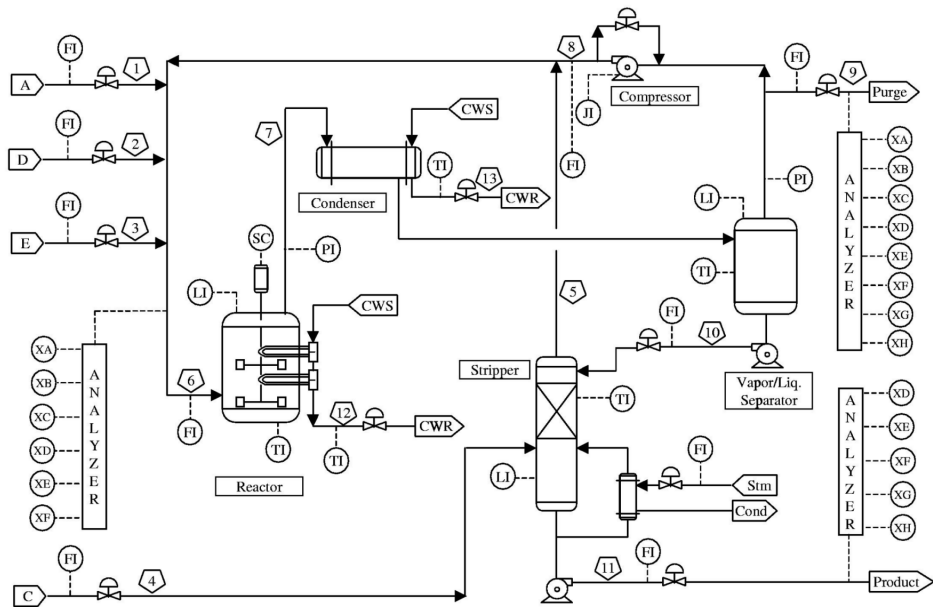 8
FI
9
Purge
FI
A
1
JI
Compressor
CWS
7
XA
XB
XC
XD
XE
XF
XG
XH
ANALYZER
FI
D
2
TI
13
CWR
FI
PI
Condenser
LI
FI
E
3
SC
PI
TI
LI
CWS
5
FI
10
XA
XB
XC
XD
XE
XF
ANALYZER
6
FI
Stripper
TI
Vapor/Liq.
Separator
12
CWR
TI
TI
Reactor
LI
FI
Stm
Cond
XD
XE
XF
XG
XH
ANALYZER
FI
C
4
11
FI
Product